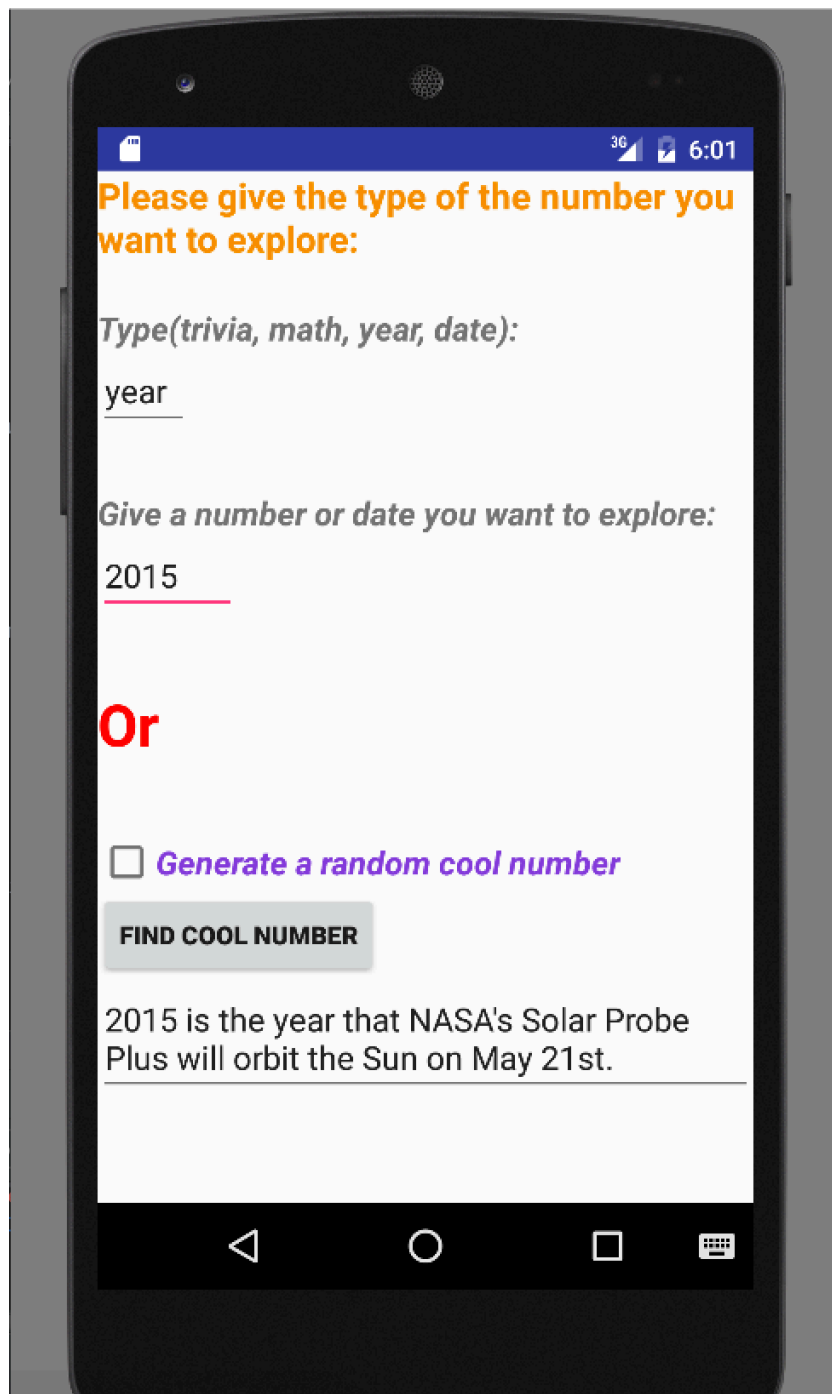 3G 6:01
Please give the type of the number you
want to explore:
Type(trivia, math, year, date):
year
Give a number or date you want to explore:
2015
Or
Generate a random cool number
FIND COOL NUMBER
2015 is the year that NASA's Solar Probe
Plus will orbit the Sun on May 21st.